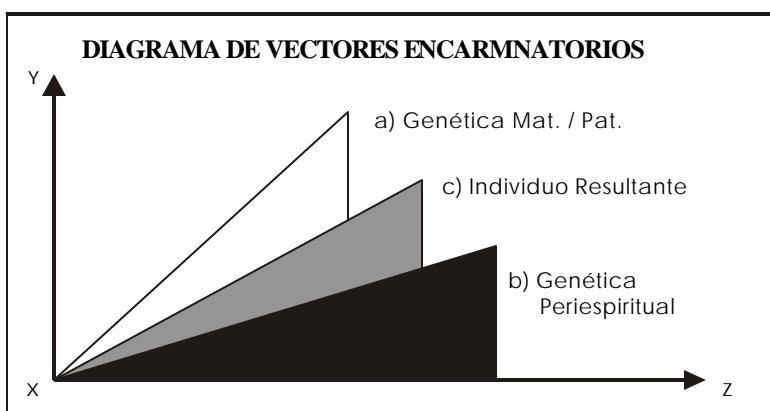 DIAGRAMA DE VECTORES ENCARMNATORIOS
Y
a) Genética Mat. / Pat.
c) Individuo Resultante
b) Genética
Periespiritual
X
Z